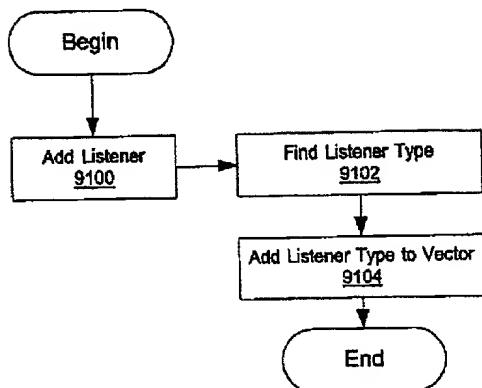 Begin
Add Listener
9100
Find Listener Type
9102
Add Listener Type to Vector
9104
End